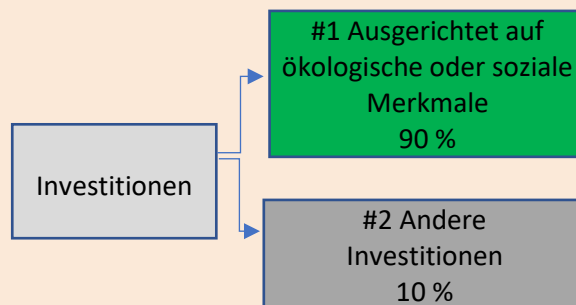 #1 Ausgerichtet auf
ökologische oder soziale
Merkmale
90 %
Investitionen
#2 Andere
Investitionen
10 %